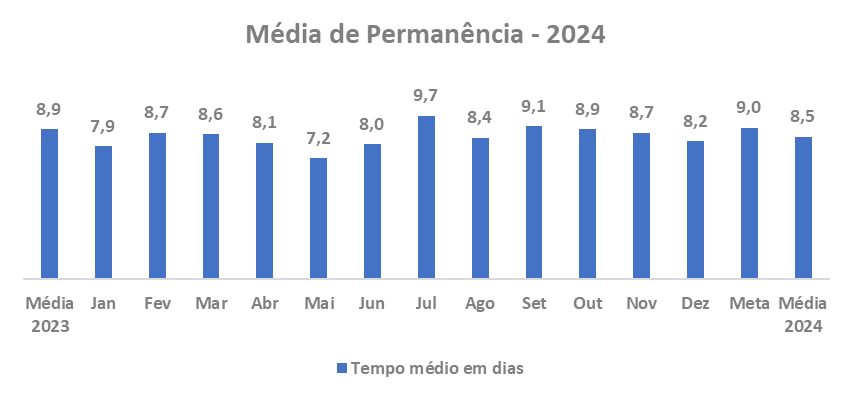 Média de Permanência - 2024
8,9
7,9
8,7
8,6
8,1
7,2
8,0
9,7
8,4
9,1
8,9
8,7
8,2
9,0
8,5
Média 2023
Jan
Fev
Mar
Abr
Mai
Jun
Jul
Ago
Set
Out
Nov
Dez
Meta
Média 2024
Tempo médio em dias